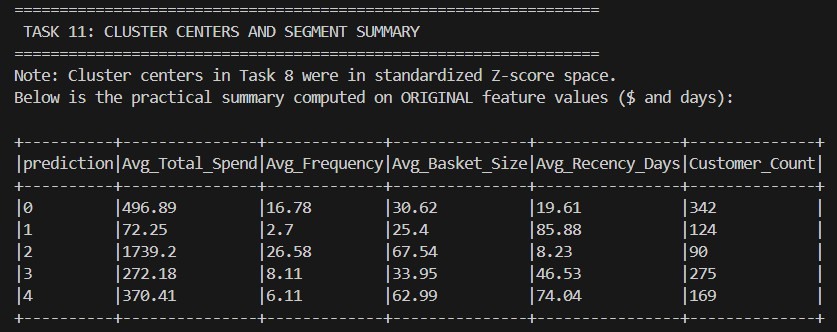 =================================================================
TASK 11: CLUSTER CENTERS AND SEGMENT SUMMARY
=================================================================
Note: Cluster centers in Task 8 were in standardized Z-score space.
Below is the practical summary computed on ORIGINAL feature values ($ and days):
+----------+---------------+-------------+---------------+----------------+--------------+
|prediction|Avg_Total_Spend|Avg_Frequency|Avg_Basket_Size|Avg_Recency_Days|Customer_Count|
+----------+---------------+-------------+---------------+----------------+--------------+
|0         |496.89         |16.78        |30.62          |19.61           |342           |
|1         |72.25          |2.7          |25.4           |85.88           |124           |
|2         |1739.2         |26.58        |67.54          |8.23            |90            |
|3         |272.18         |8.11         |33.95          |46.53           |275           |
|4         |370.41         |6.11         |62.99          |74.04           |169           |
+----------+---------------+-------------+---------------+----------------+--------------+